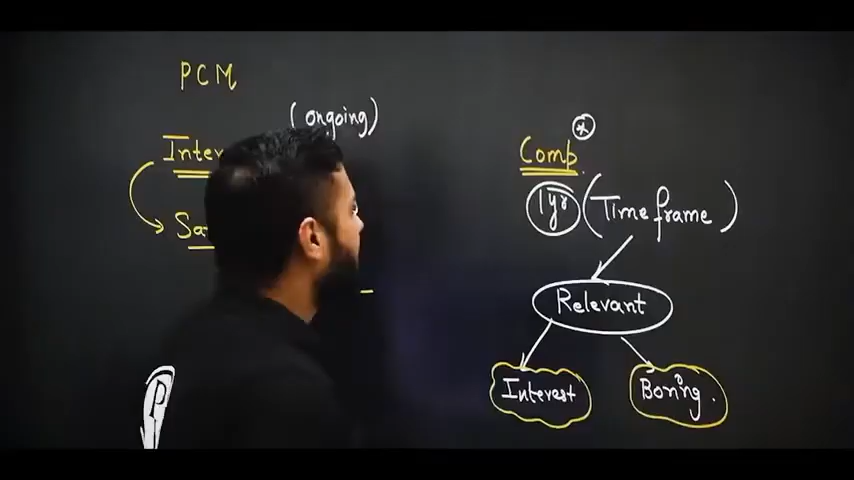 PCM
(ongoing)
Comp *
1yr (Time frame)
Relevant
Interest
Boring.
P